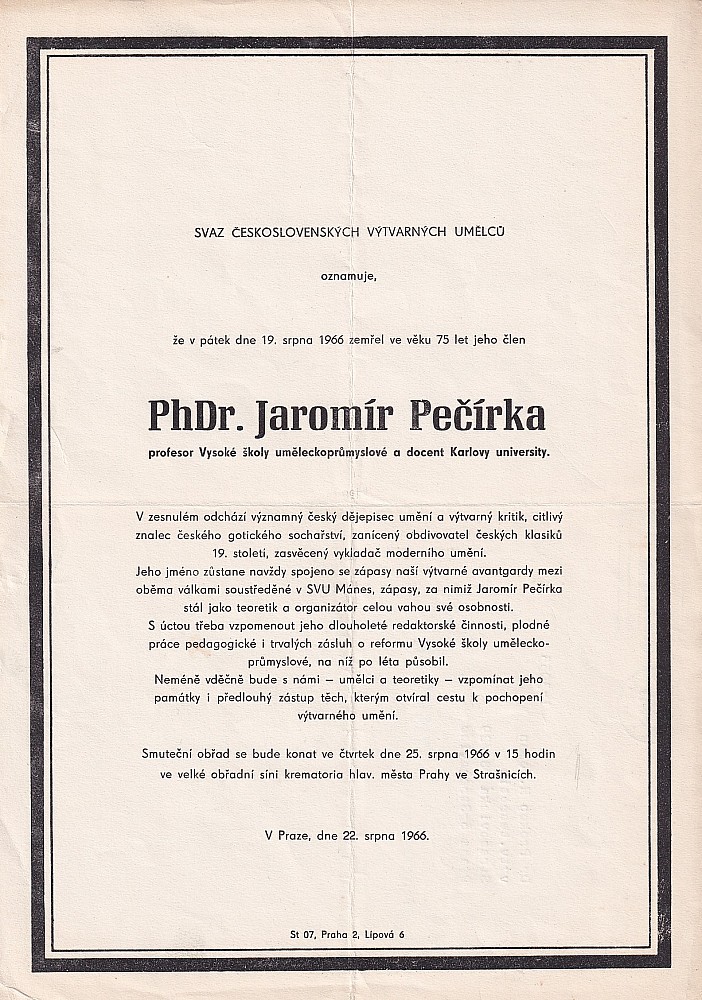 SVAZ ČESKOSLOVENSKÝCH VÝTVARNÝCH UMĚLCŮ
oznamuje,
že v pátek dne 19. srpna 1966 zemřel ve věku 75 let jeho člen
PhDr. Jaromír Pečírka
profesor Vysoké školy uměleckoprůmyslové a docent Karlovy university.
V zesnulém odchází významný český dějepisec umění a výtvarný kritik, citlivý
znalec českého gotického sochařství, zanícený obdivovatel českých klasiků
19. století, zasvěcený vykladač moderního umění.
Jeho jméno zůstane navždy spojeno se zápasy naší výtvarné avantgardy mezi
oběma válkami soustředěné v SVU Mánes, zápasy, za nimiž Jaromír Pečírka
stál jako teoretik a organizátor celou vahou své osobnosti.
S úctou třeba vzpomenout jeho dlouholeté redaktorské činnosti, plodné
práce pedagogické i trvalých zásluh o reformu Vysoké školy umělecko-
průmyslové, na níž po léta působil.
Neméně vděčně bude s námi – umělci a teoretiky – vzpomínat jeho
památky i předlouhý zástup těch, kterým otvíral cestu k pochopení
výtvarného umění.
Smuteční obřad se bude konat ve čtvrtek dne 25. srpna 1966 v 15 hodin
ve velké obřadní síni krematoria hlav. města Prahy ve Strašnicích.
V Praze, dne 22. srpna 1966.
St 07, Praha 2, Lípová 6